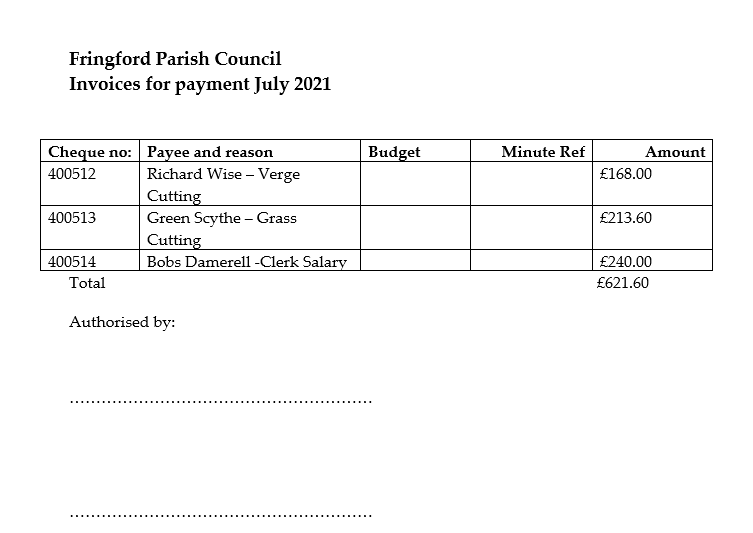 Fringford Parish Council
Invoices for payment July 2021
Cheque no: Payee and reason Budget Minute Ref Amount
400512 Richard Wise – Verge £168.00
Cutting
400513 Green Scythe – Grass £213.60
Cutting
400514 Bobs Damerell -Clerk Salary £240.00
Total £621.60
Authorised by:
………………………………………………….
………………………………………………….